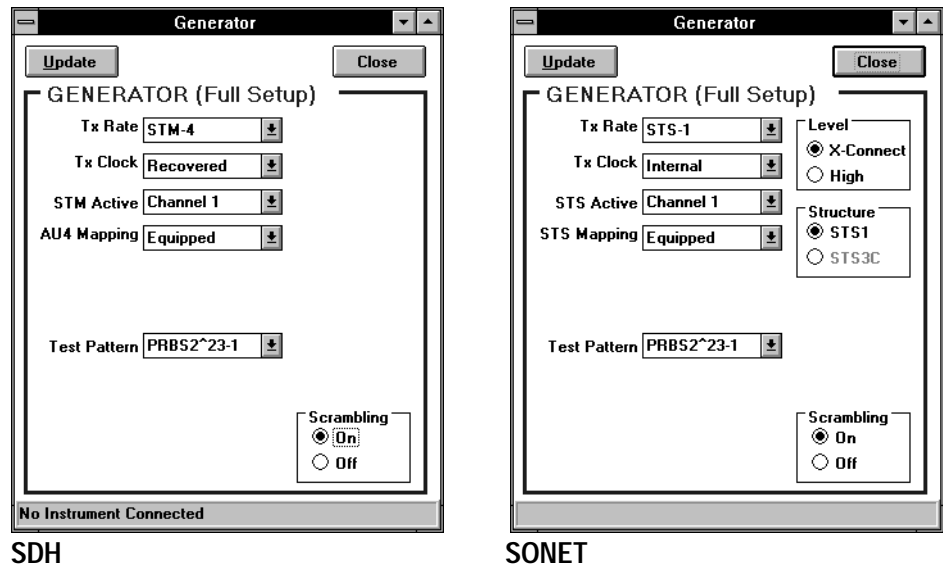 Generator
Update
Close
GENERATOR (Full Setup)
Tx Rate STM-4
Tx Clock Recovered
STM Active Channel 1
AU4 Mapping Equipped
Test Pattern PRBS2^23-1
Scrambling
On
Off
No Instrument Connected
SDH
Generator
Update
Close
GENERATOR (Full Setup)
Tx Rate STS-1
Tx Clock Internal
STS Active Channel 1
STS Mapping Equipped
Level
X-Connect
High
Structure
STS1
STS3C
Test Pattern PRBS2^23-1
Scrambling
On
Off
SONET